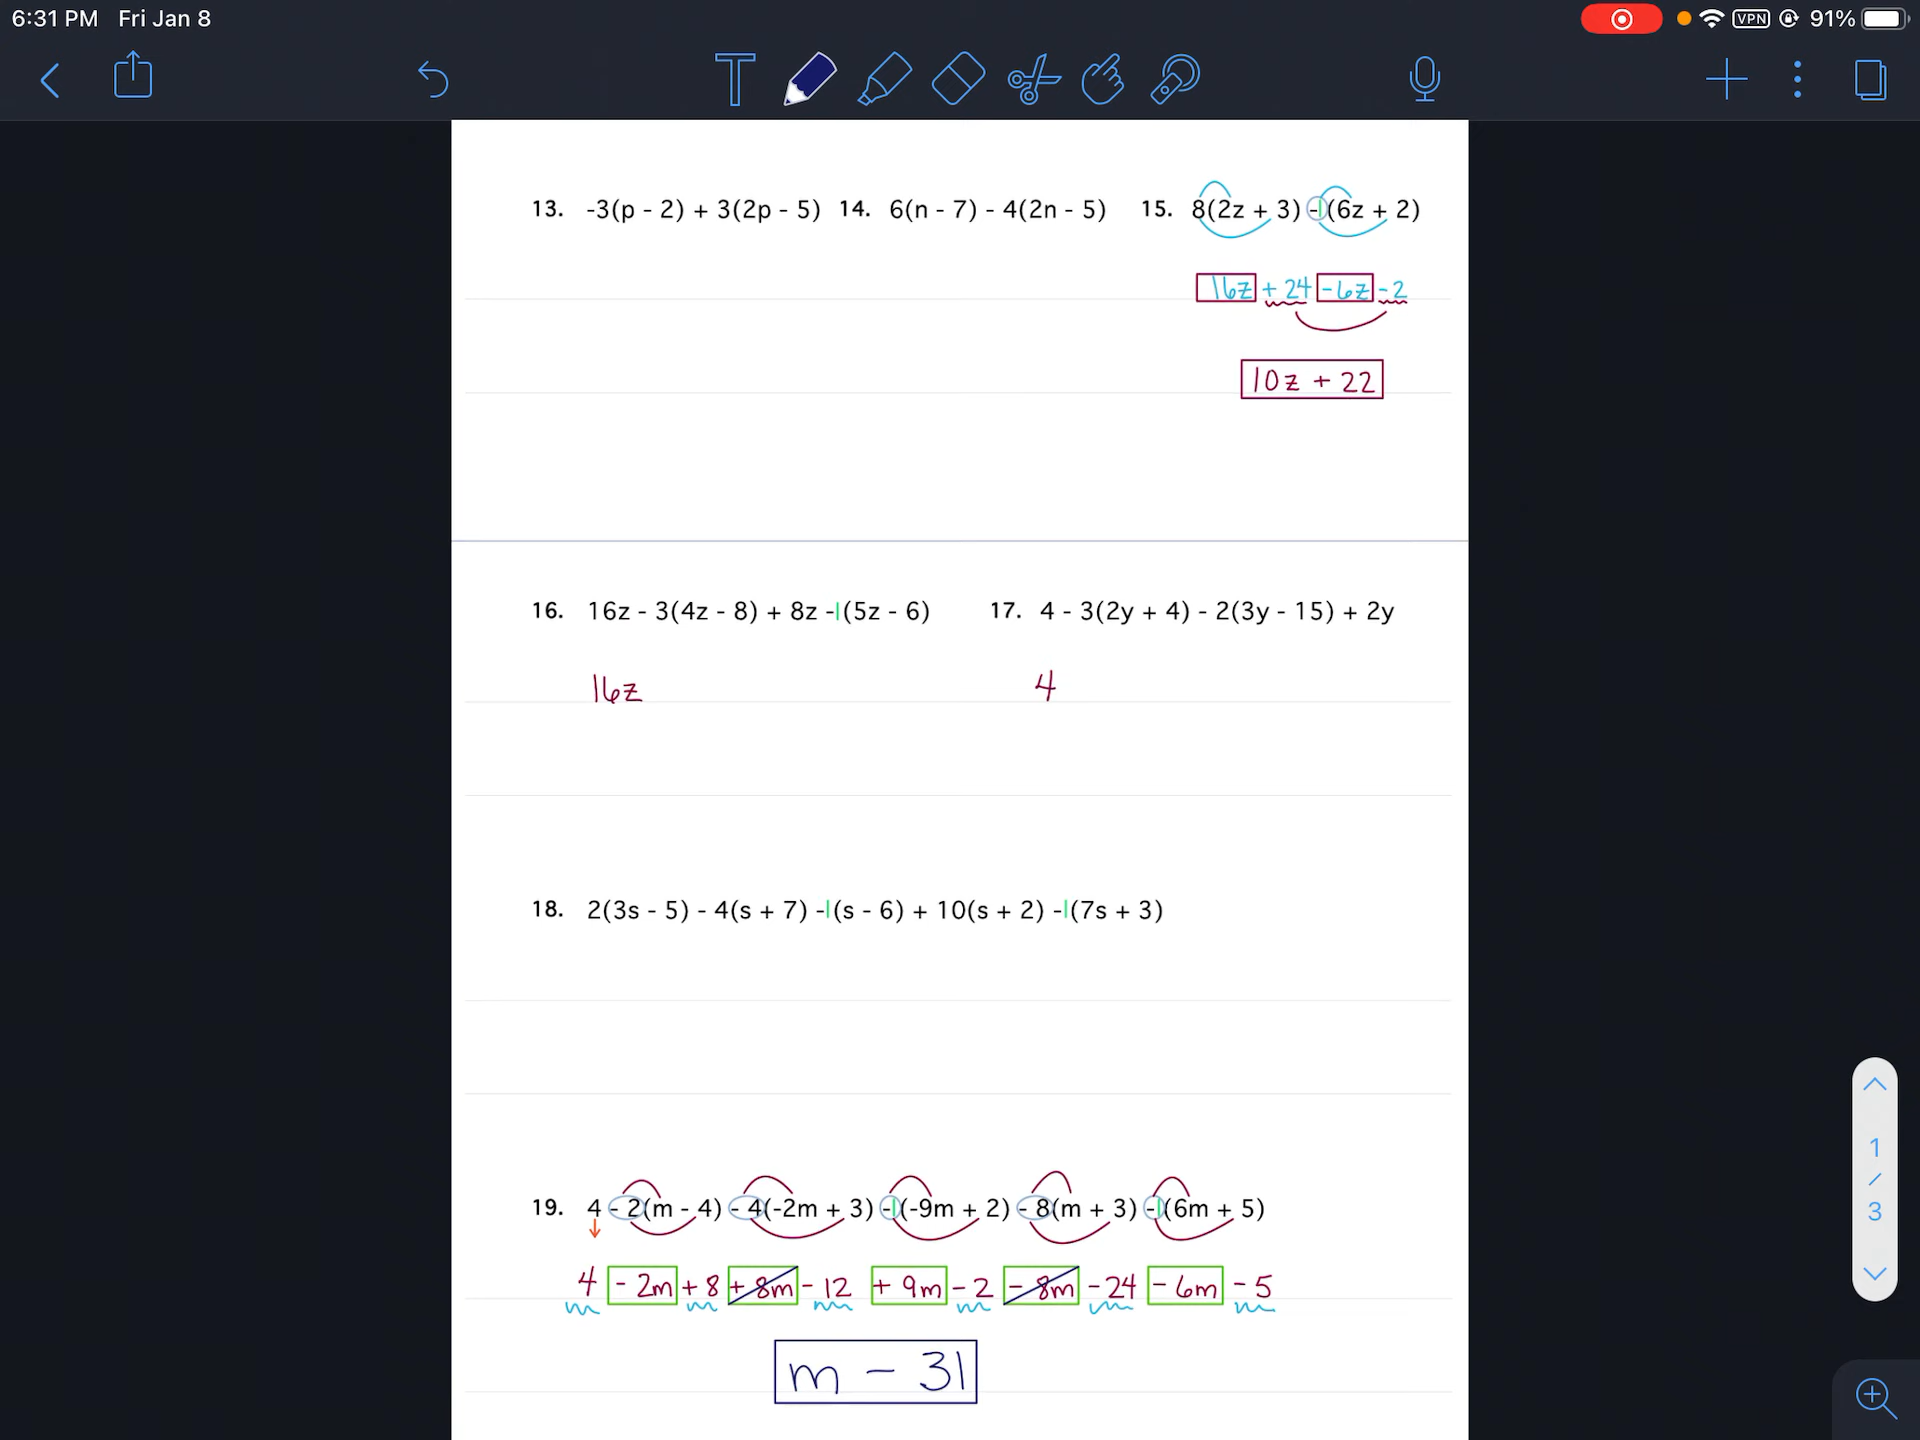 6:31 PM Fri Jan 8 VPN 91%
T
13. -3(p - 2) + 3(2p - 5) 14. 6(n - 7) - 4(2n - 5) 15. 8(2z + 3) -1(6z + 2)
16z + 24 - 6z - 2
10z + 22
16. 16z - 3(4z - 8) + 8z -1(5z - 6) 17. 4 - 3(2y + 4) - 2(3y - 15) + 2y
16z 4
18. 2(3s - 5) - 4(s + 7) -1(s - 6) + 10(s + 2) -1(7s + 3)
19. 4 - 2(m - 4) - 4(-2m + 3) -1(-9m + 2) - 8(m + 3) -1(6m + 5)
4 - 2m + 8 + 8m - 12 + 9m - 2 - 8m - 24 - 6m - 5
m - 31
1
/
3